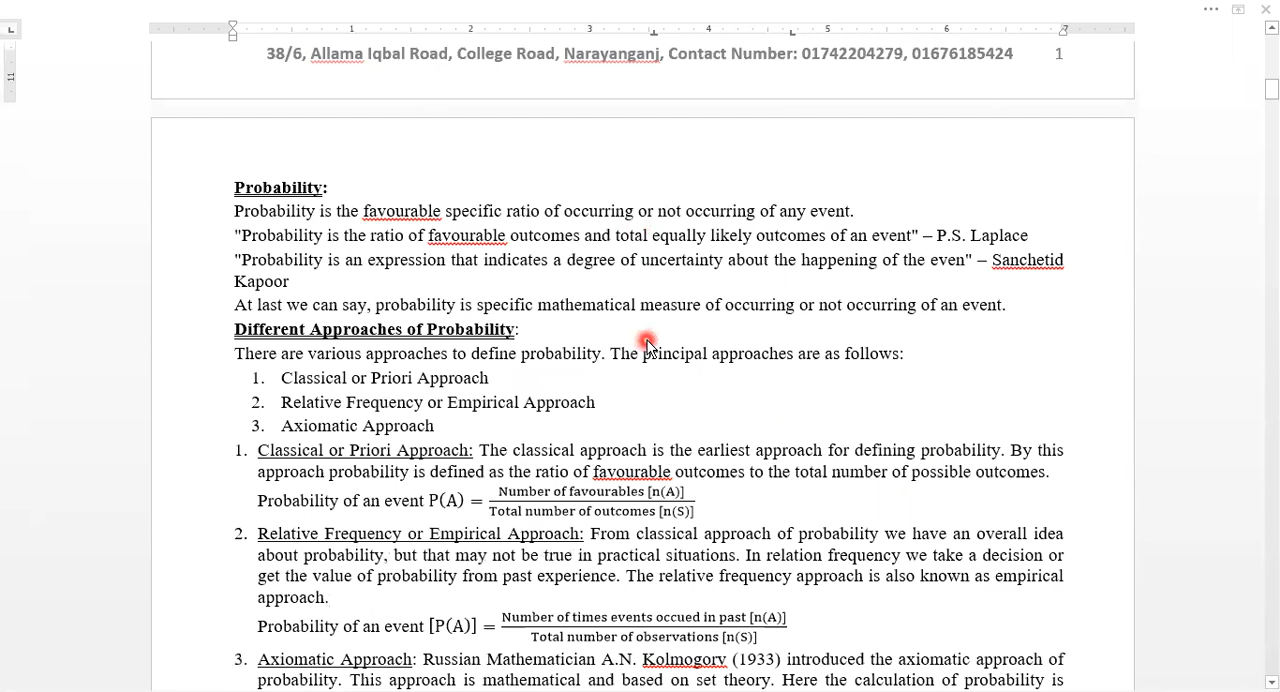 1 2 3 4 5 6 7
38/6, Allama Iqbal Road, College Road, Narayanganj, Contact Number: 01742204279, 01676185424 1
11
Probability:
Probability is the favourable specific ratio of occurring or not occurring of any event.
"Probability is the ratio of favourable outcomes and total equally likely outcomes of an event" – P.S. Laplace
"Probability is an expression that indicates a degree of uncertainty about the happening of the even" – Sanchetid
Kapoor
At last we can say, probability is specific mathematical measure of occurring or not occurring of an event.
Different Approaches of Probability:
There are various approaches to define probability. The principal approaches are as follows:
1. Classical or Priori Approach
2. Relative Frequency or Empirical Approach
3. Axiomatic Approach
1. Classical or Priori Approach: The classical approach is the earliest approach for defining probability. By this
approach probability is defined as the ratio of favourable outcomes to the total number of possible outcomes.
Probability of an event P(A) = Number of favourables [n(A)]
Total number of outcomes [n(S)]
2. Relative Frequency or Empirical Approach: From classical approach of probability we have an overall idea
about probability, but that may not be true in practical situations. In relation frequency we take a decision or
get the value of probability from past experience. The relative frequency approach is also known as empirical
approach.
Probability of an event [P(A)] = Number of times events occued in past [n(A)]
Total number of observations [n(S)]
3. Axiomatic Approach: Russian Mathematician A.N. Kolmogorv (1933) introduced the axiomatic approach of
probability. This approach is mathematical and based on set theory. Here the calculation of probability is